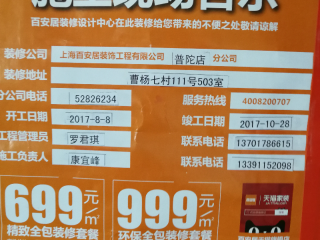 施工现场告示
百安居装修设计中心在此装修给您带来的不便之处敬请谅解
装修公司 上海百安居装饰工程有限公司 普陀店 分公司
装修地址 曹杨七村111号503室
分公司电话 52826234 服务热线 4008200707
开工日期 2017-8-8 竣工日期 2017-10-28
工程管理员 罗君琪 联系电话 13701786615
施工负责人 康宜峰 联系电话 13391152098
699元/㎡ 999元/㎡ 天猫家装
精致全包装修套餐 环保全包装修套餐